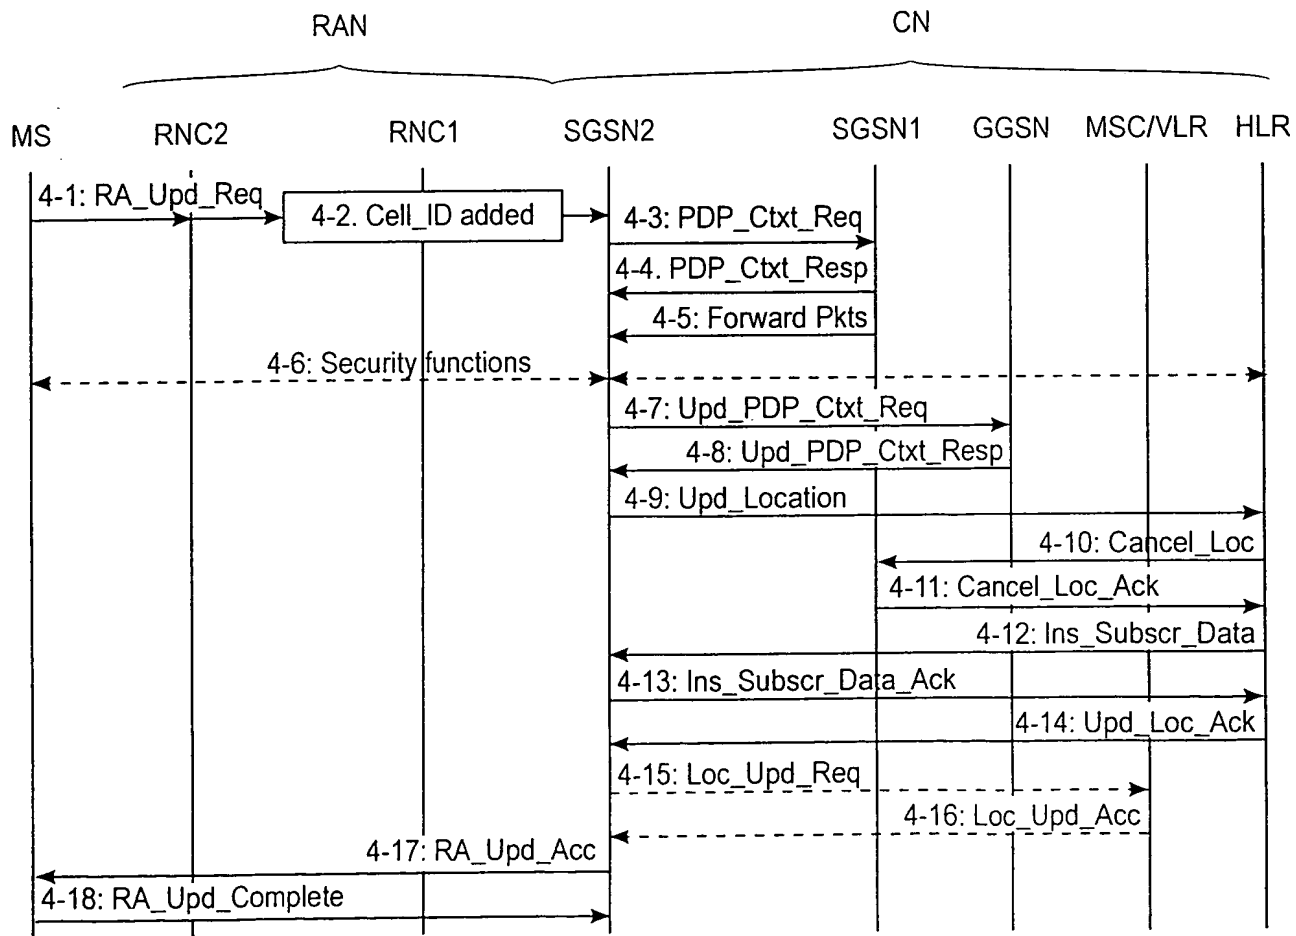 RAN CN
MS RNC2 RNC1 SGSN2 SGSN1 GGSN MSC/VLR HLR
4-1: RA_Upd_Req
4-2. Cell_ID added
4-3: PDP_Ctxt_Req
4-4. PDP_Ctxt_Resp
4-5: Forward Pkts
4-6: Security functions
4-7: Upd_PDP_Ctxt_Req
4-8: Upd_PDP_Ctxt_Resp
4-9: Upd_Location
4-10: Cancel_Loc
4-11: Cancel_Loc_Ack
4-12: Ins_Subscr_Data
4-13: Ins_Subscr_Data_Ack
4-14: Upd_Loc_Ack
4-15: Loc_Upd_Req
4-16: Loc_Upd_Acc
4-17: RA_Upd_Acc
4-18: RA_Upd_Complete